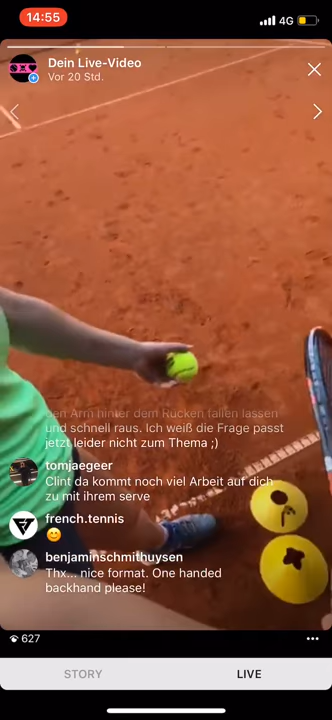 14:55
4G
Dein Live-Video
Vor 20 Std.
den Arm hinter dem Rücken fallen lassen
und schnell raus. Ich weiß die Frage passt
jetzt leider nicht zum Thema ;)
tomjaegeer
Clint da kommt noch viel Arbeit auf dich
zu mit ihrem serve
french.tennis
😊
benjaminschmithuysen
Thx... nice format. One handed
backhand please!
627
STORY
LIVE